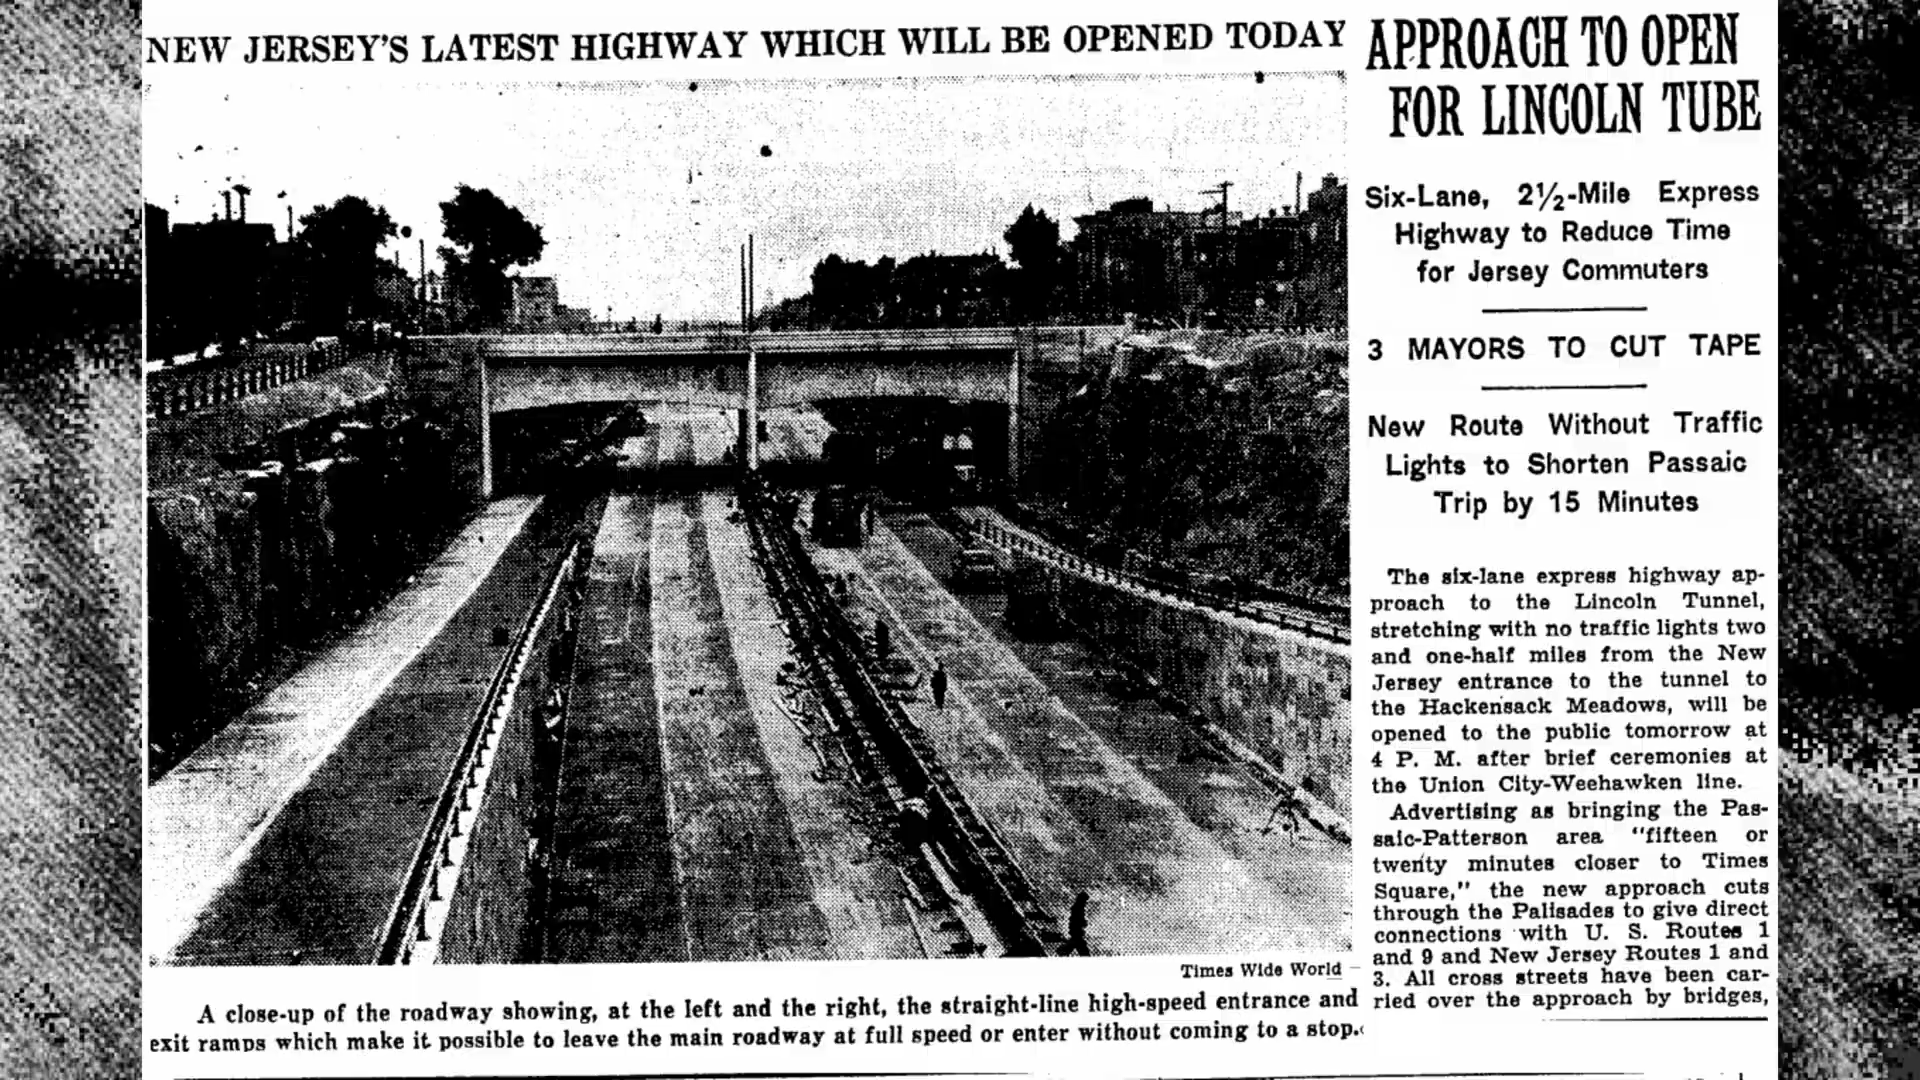 NEW JERSEY'S LATEST HIGHWAY WHICH WILL BE OPENED TODAY
Times Wide World
A close-up of the roadway showing, at the left and the right, the straight-line high-speed entrance and
exit ramps which make it possible to leave the main roadway at full speed or enter without coming to a stop.
APPROACH TO OPEN
FOR LINCOLN TUBE
Six-Lane, 2½-Mile Express
Highway to Reduce Time
for Jersey Commuters
3 MAYORS TO CUT TAPE
New Route Without Traffic
Lights to Shorten Passaic
Trip by 15 Minutes
The six-lane express highway ap-
proach to the Lincoln Tunnel,
stretching with no traffic lights two
and one-half miles from the New
Jersey entrance to the tunnel to
the Hackensack Meadows, will be
opened to the public tomorrow at
4 P. M. after brief ceremonies at
the Union City-Weehawken line.
Advertising as bringing the Pas-
saic-Patterson area "fifteen or
twenty minutes closer to Times
Square," the new approach cuts
through the Palisades to give direct
connections with U. S. Routes 1
and 9 and New Jersey Routes 1 and
3. All cross streets have been car-
ried over the approach by bridges,